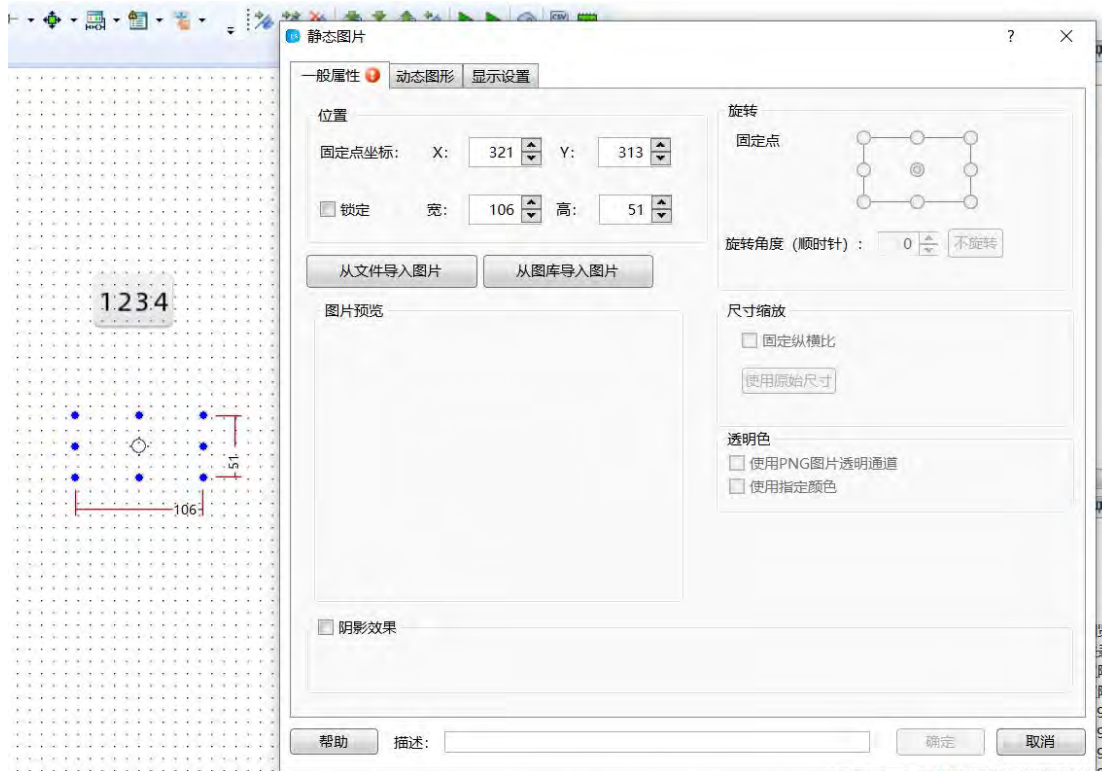 CSV
静态图片
?
一般属性
动态图形
显示设置
位置
固定点坐标: X: 321 Y: 313
锁定 宽: 106 高: 51
从文件导入图片
从图库导入图片
图片预览
旋转
固定点
旋转角度（顺时针）: 0 不旋转
尺寸缩放
固定纵横比
使用原始尺寸
透明色
使用PNG图片透明通道
使用指定颜色
阴影效果
帮助 描述: 确定 取消
1234
51
106